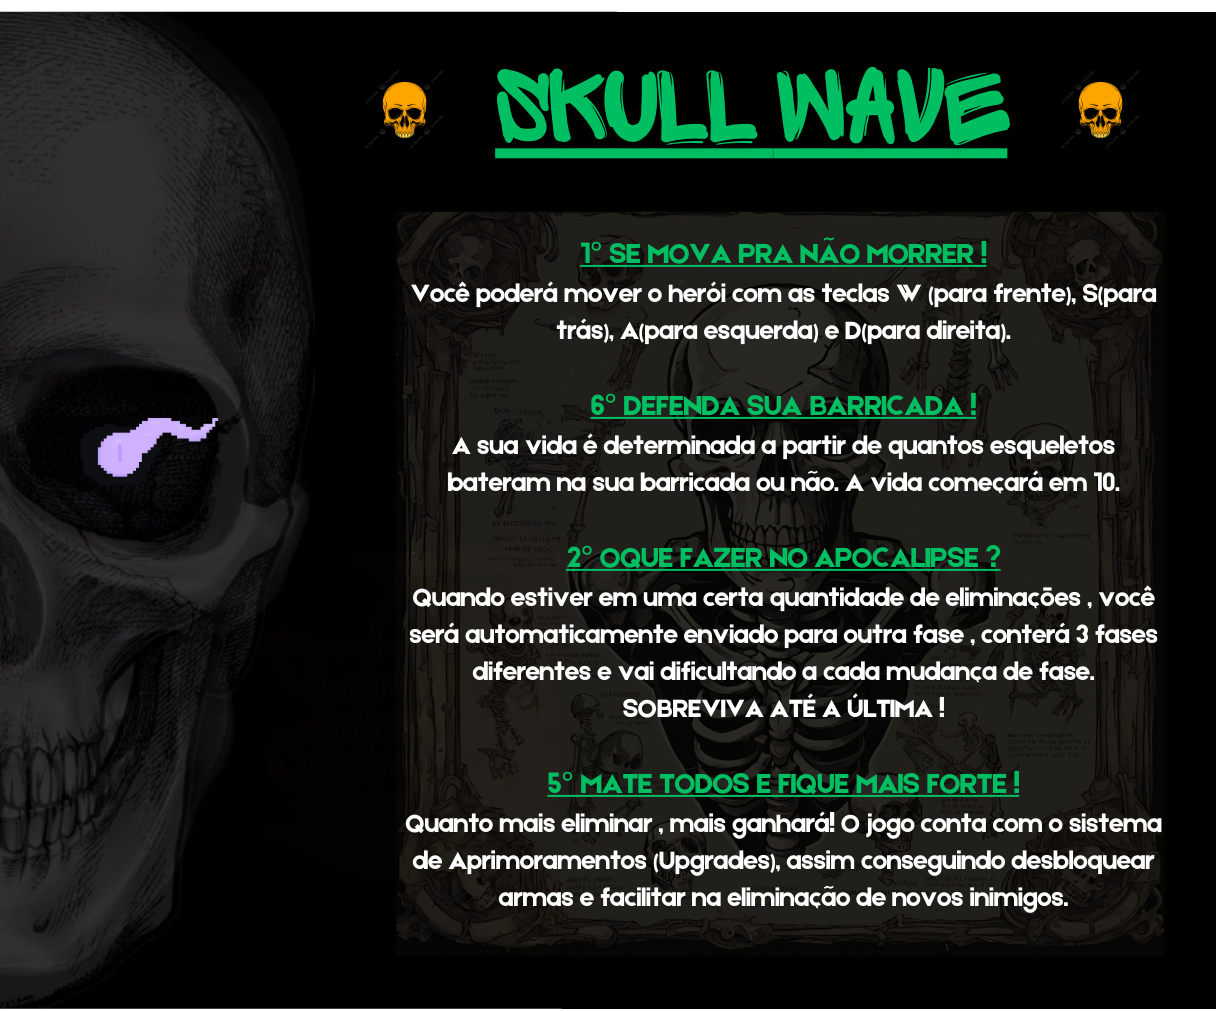 SKULL WAVE
1° SE MOVA PRA NÃO MORRER !
Você poderá mover o herói com as teclas W (para frente), S(para
trás), A(para esquerda) e D(para direita).
6° DEFENDA SUA BARRICADA !
A sua vida é determinada a partir de quantos esqueletos
bateram na sua barricada ou não. A vida começará em 10.
2° OQUE FAZER NO APOCALIPSE ?
Quando estiver em uma certa quantidade de eliminações , você
será automaticamente enviado para outra fase , conterá 3 fases
diferentes e vai dificultando a cada mudança de fase.
SOBREVIVA ATÉ A ÚLTIMA !
5° MATE TODOS E FIQUE MAIS FORTE !
Quanto mais eliminar , mais ganhará! O jogo conta com o sistema
de Aprimoramentos (Upgrades), assim conseguindo desbloquear
armas e facilitar na eliminação de novos inimigos.